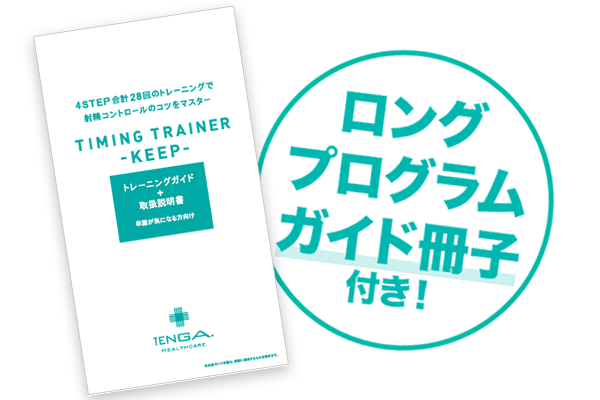 4STEP合計28回のトレーニングで
射精コントロールのコツをマスター
TIMING TRAINER
-KEEP-
トレーニングガイド
+
取扱説明書
早漏が気になる方向け
TENGA
HEALTHCARE
ロング
プログラム
ガイド冊子
付き!